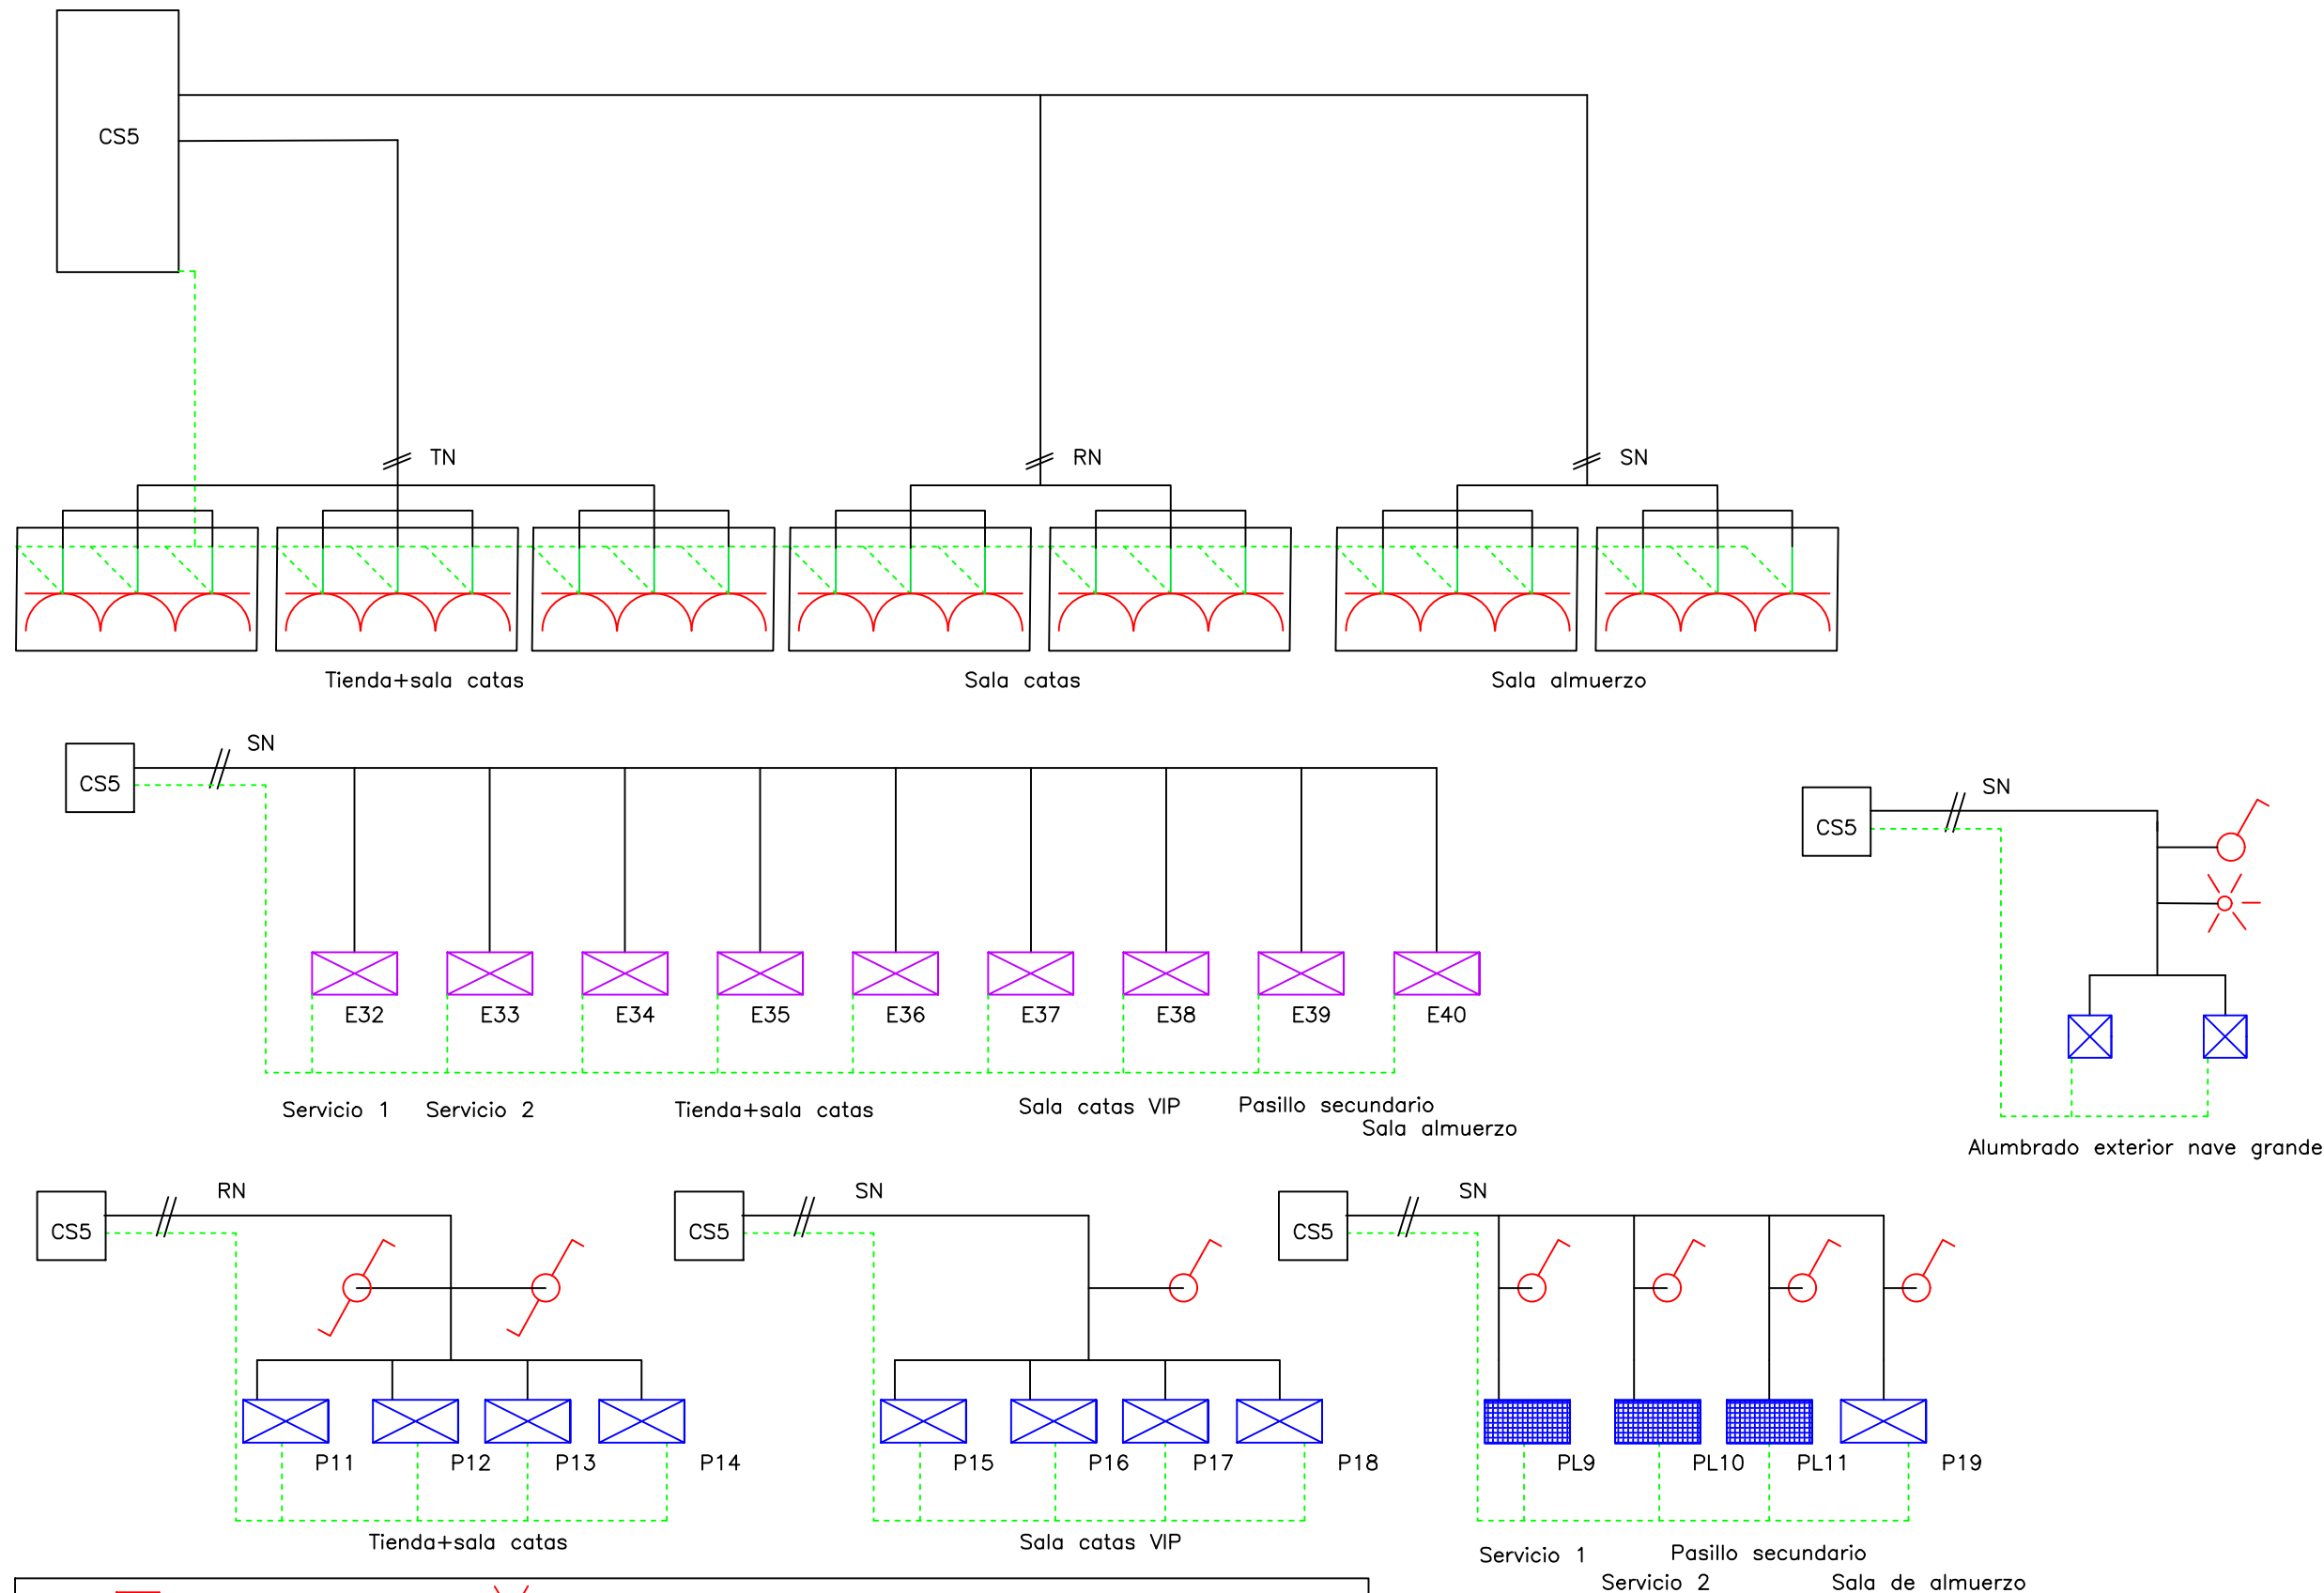 CS5
TN
RN
SN
Tienda+sala catas
Sala catas
Sala almuerzo
SN
CS5
E32
E33
E34
E35
E36
E37
E38
E39
E40
Servicio 1
Servicio 2
Tienda+sala catas
Sala catas VIP
Pasillo secundario
Sala almuerzo
SN
CS5
Alumbrado exterior nave grande
RN
CS5
P11
P12
P13
P14
Tienda+sala catas
SN
CS5
P15
P16
P17
P18
Sala catas VIP
SN
CS5
PL9
PL10
PL11
P19
Servicio 1
Pasillo secundario
Servicio 2
Sala de almuerzo